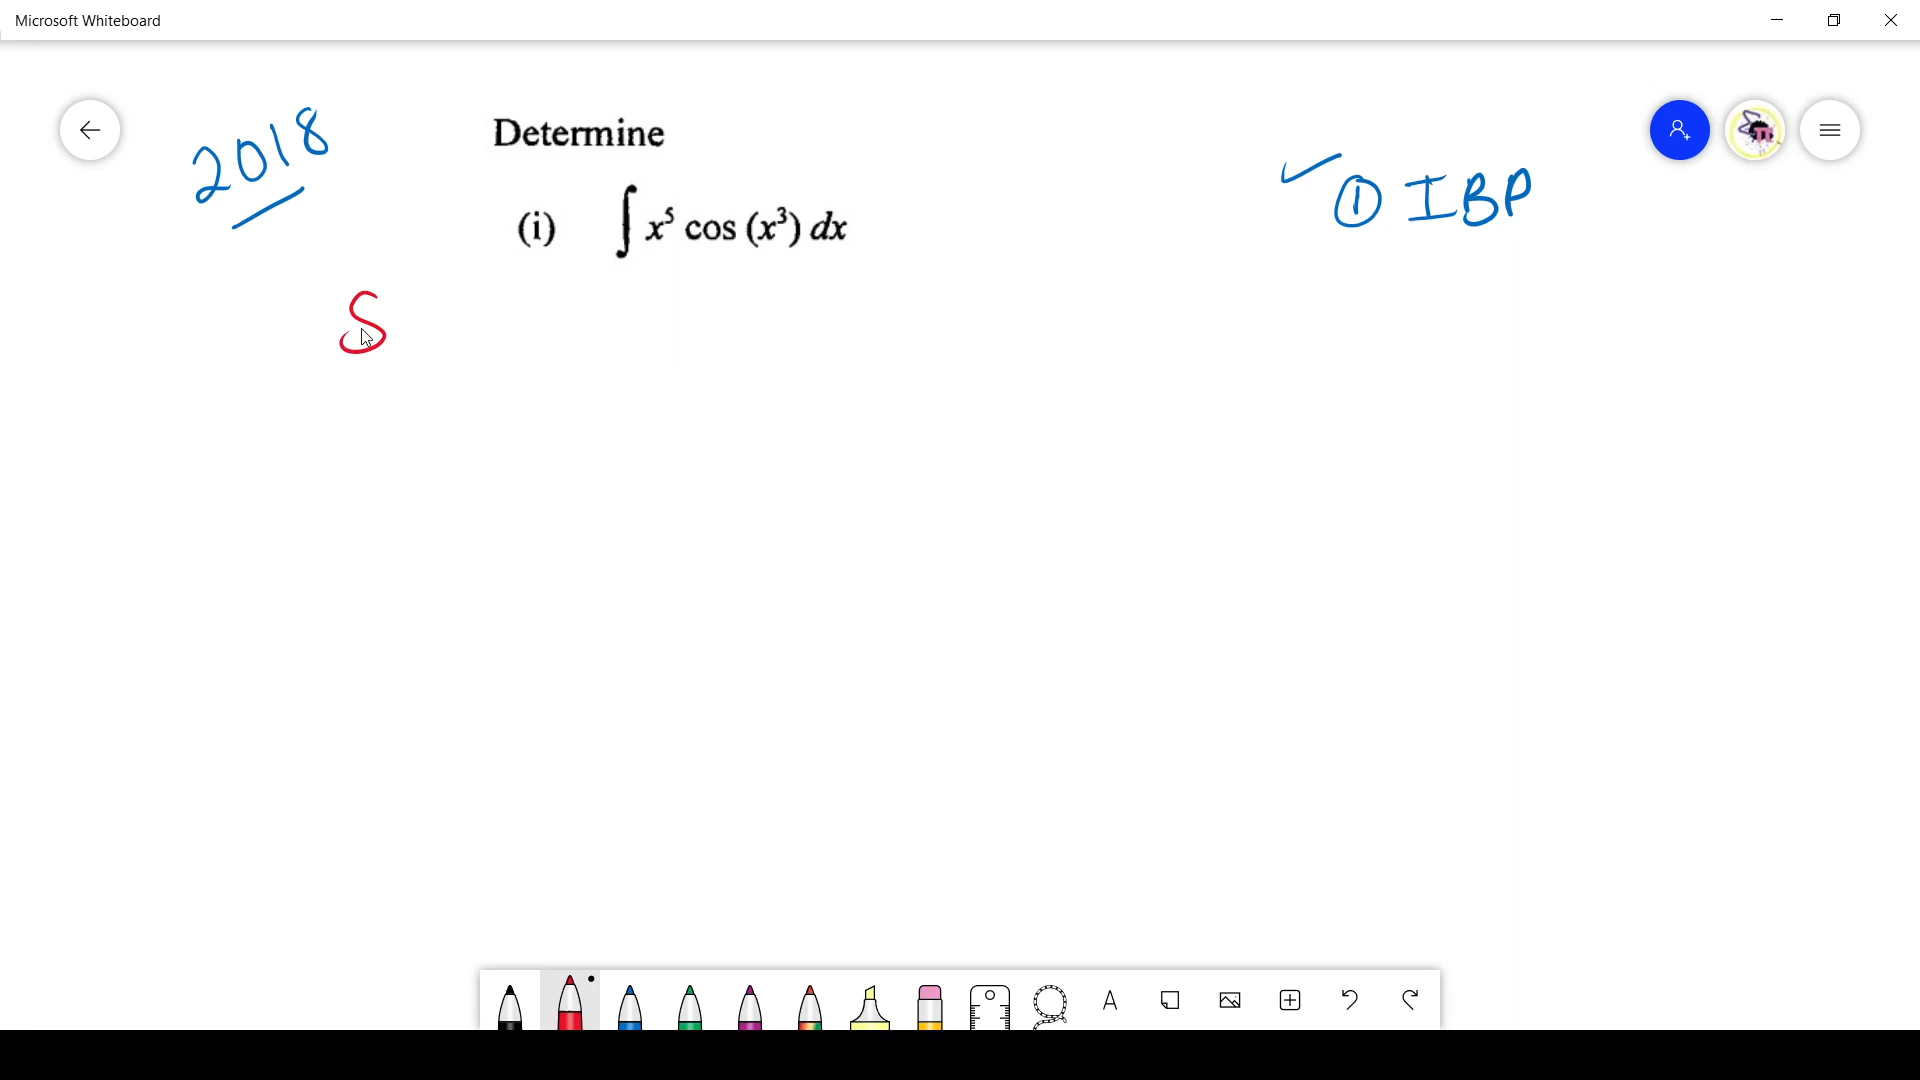 Microsoft Whiteboard
2018
Determine
① IBP
(i) ∫ x⁵ cos (x³) dx
S
A